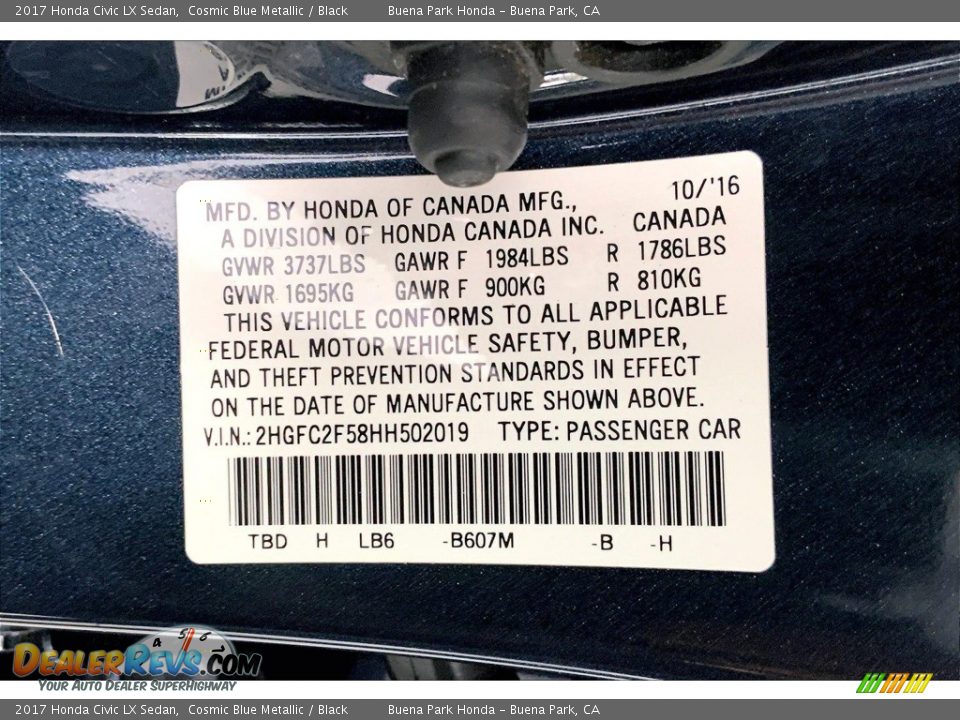 2017 Honda Civic LX Sedan,  Cosmic Blue Metallic / Black  Buena Park Honda – Buena Park, CA
MFD. BY HONDA OF CANADA MFG., 10/'16
A DIVISION OF HONDA CANADA INC. CANADA
GVWR 3737LBS GAWR F 1984LBS R 1786LBS
GVWR 1695KG GAWR F 900KG R 810KG
THIS VEHICLE CONFORMS TO ALL APPLICABLE
FEDERAL MOTOR VEHICLE SAFETY, BUMPER,
AND THEFT PREVENTION STANDARDS IN EFFECT
ON THE DATE OF MANUFACTURE SHOWN ABOVE.
V.I.N.: 2HGFC2F58HH502019 TYPE: PASSENGER CAR
TBD H LB6 -B607M -B -H
4 5 6
DEALERREVS.COM
YOUR AUTO DEALER SUPERHIGHWAY
2017 Honda Civic LX Sedan,  Cosmic Blue Metallic / Black  Buena Park Honda – Buena Park, CA